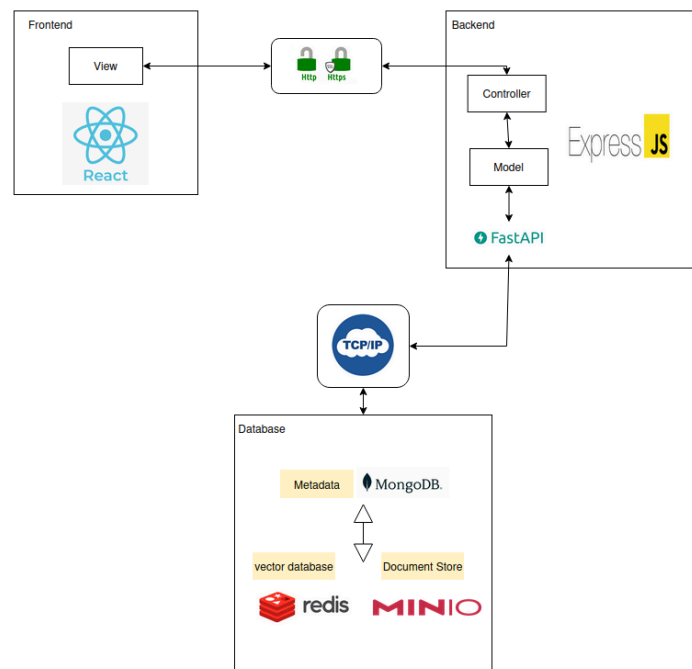 Frontend
View
React
Http Https
Backend
Controller
Express JS
Model
FastAPI
TCP/IP
Database
Metadata
MongoDB.
vector database
Document Store
redis
MINIO